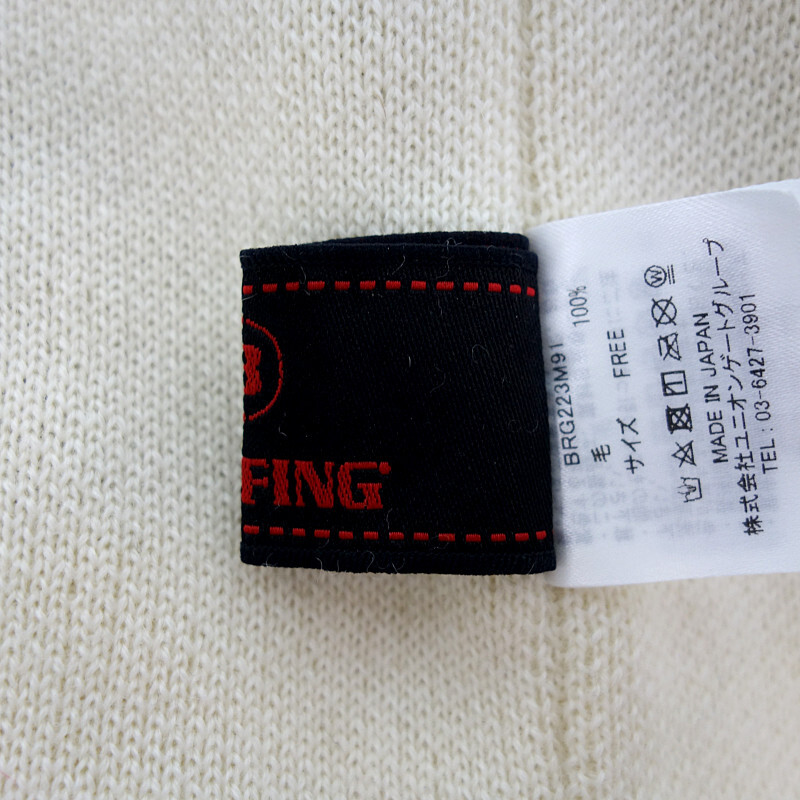 B
FING
BRG223M91
毛 100%
サイズ FREE
MADE IN JAPAN
株式会社ユニオンゲートグループ
TEL : 03-6427-3901